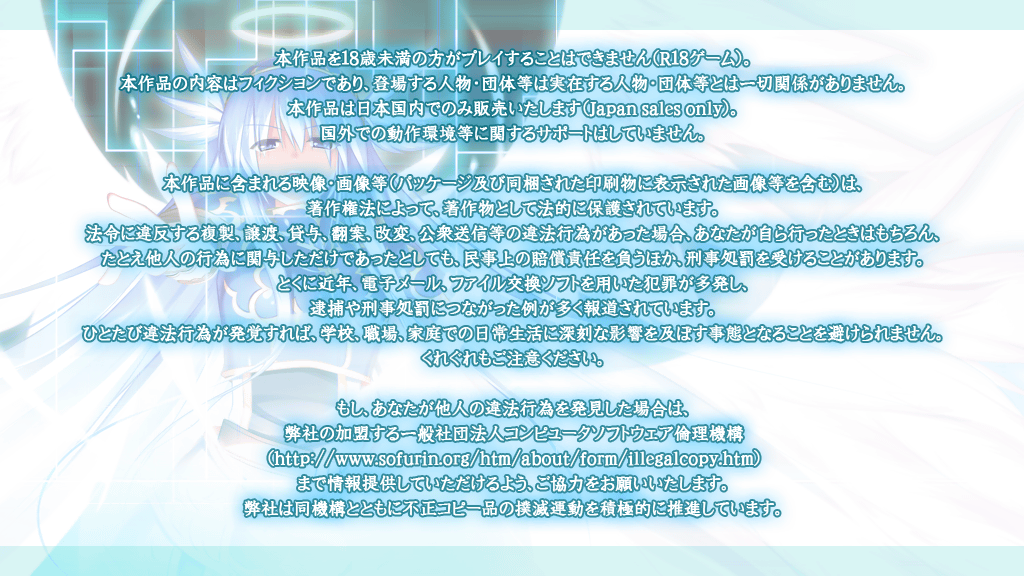 本作品を18歳未満の方がプレイすることはできません(R18ゲーム)。
本作品の内容はフィクションであり、登場する人物・団体等は実在する人物・団体等とは一切関係がありません。
本作品は日本国内でのみ販売いたします(Japan sales only)。
国外での動作環境等に関するサポートはしていません。
本作品に含まれる映像・画像等(パッケージ及び同梱された印刷物に表示された画像等を含む)は、
著作権法によって、著作物として法的に保護されています。
法令に違反する複製、譲渡、貸与、翻案、改変、公衆送信等の違法行為があった場合、あなたが自ら行ったときはもちろん、
たとえ他人の行為に関与しただけであったとしても、民事上の賠償責任を負うほか、刑事処罰を受けることがあります。
とくに近年、電子メール、ファイル交換ソフトを用いた犯罪が多発し、
逮捕や刑事処罰につながった例が多く報道されています。
ひとたび違法行為が発覚すれば、学校、職場、家庭での日常生活に深刻な影響を及ぼす事態となることを避けられません。
くれぐれもご注意ください。
もし、あなたが他人の違法行為を発見した場合は、
弊社の加盟する一般社団法人コンピュータソフトウェア倫理機構
(http://www.sofurin.org/htm/about/form/illegalcopy.htm)
まで情報提供していただけるよう、ご協力をお願いいたします。
弊社は同機構とともに不正コピー品の撲滅運動を積極的に推進しています。